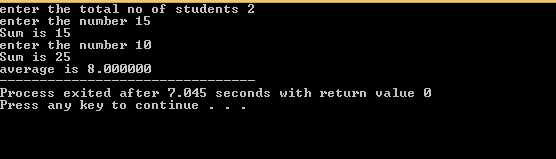 enter the total no of students 2
enter the number 15
Sum is 15
enter the number 10
Sum is 25
average is 8.000000
--------------------------------
Process exited after 7.045 seconds with return value 0
Press any key to continue . . .